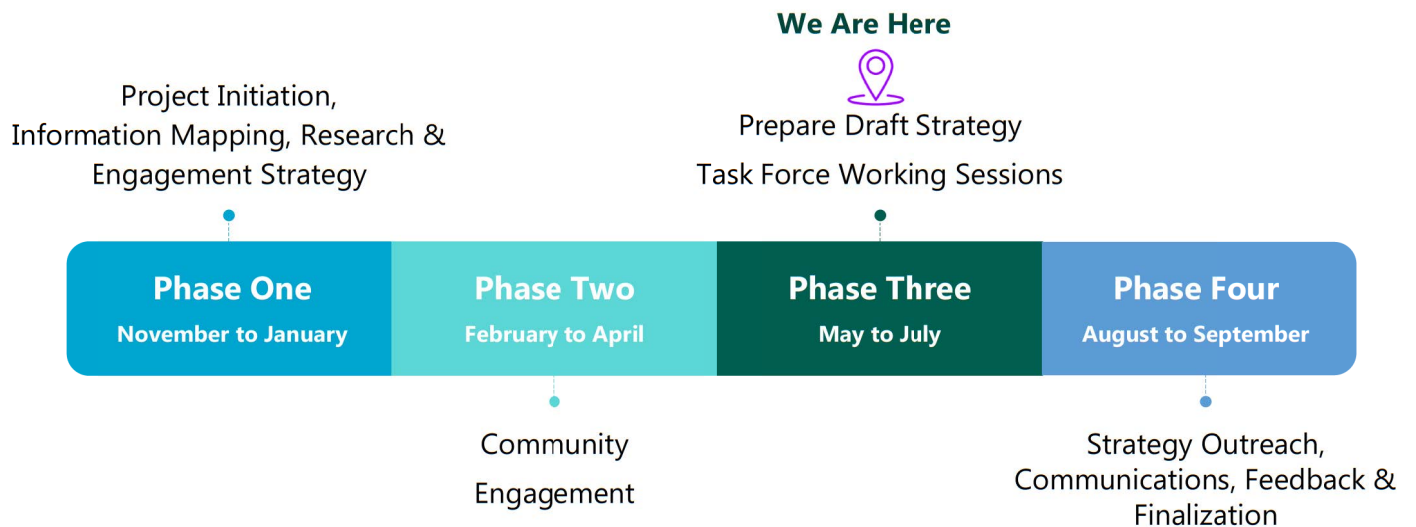 We Are Here
Project Initiation,
Information Mapping, Research &
Engagement Strategy
Prepare Draft Strategy
Task Force Working Sessions
Phase One
November to January
Phase Two
February to April
Phase Three
May to July
Phase Four
August to September
Community
Engagement
Strategy Outreach,
Communications, Feedback &
Finalization